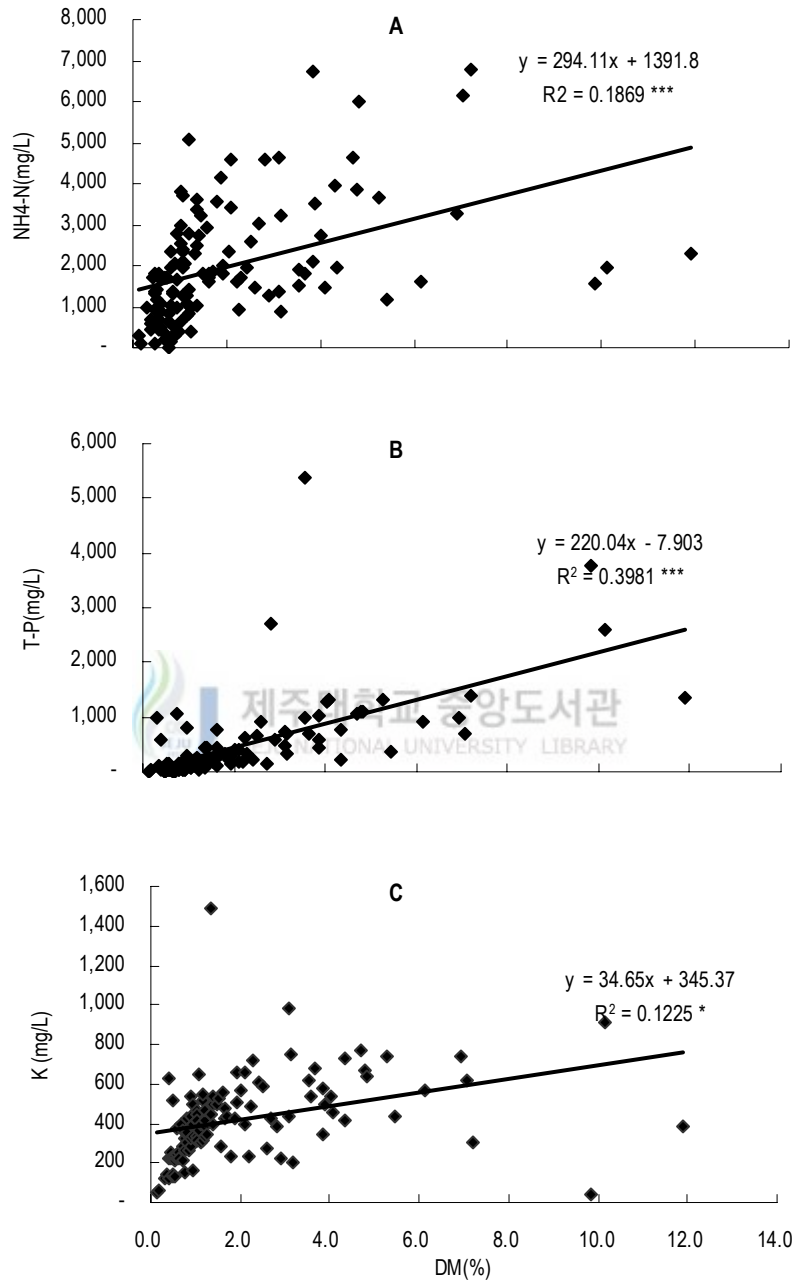 A
8,000
7,000
6,000
5,000
4,000
3,000
2,000
1,000
-
NH4-N(mg/L)
y = 294.11x + 1391.8
R2 = 0.1869 ***
B
6,000
5,000
4,000
3,000
2,000
1,000
-
T-P(mg/L)
y = 220.04x - 7.903
R² = 0.3981 ***
제주대학교 중앙도서관
NATIONAL UNIVERSITY LIBRARY
C
1,600
1,400
1,200
1,000
800
600
400
200
-
K (mg/L)
y = 34.65x + 345.37
R² = 0.1225 *
0.0 2.0 4.0 6.0 8.0 10.0 12.0 14.0
DM(%)